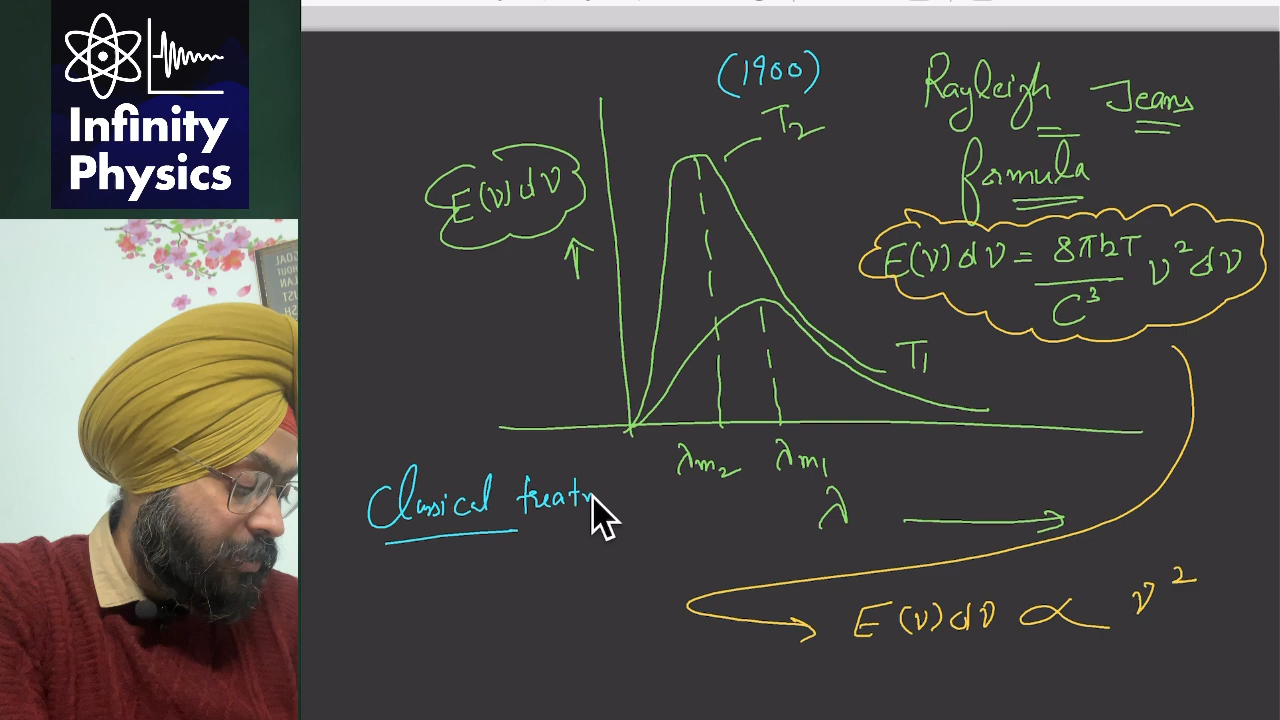 Infinity
Physics
(1900)
Rayleigh Jeans
formula
T2
E(ν)dν
E(ν)dν = 8πkT/C³ ν²dν
T1
λm2 λm1
λ
Classical treatm
E(ν)dν ∝ ν²